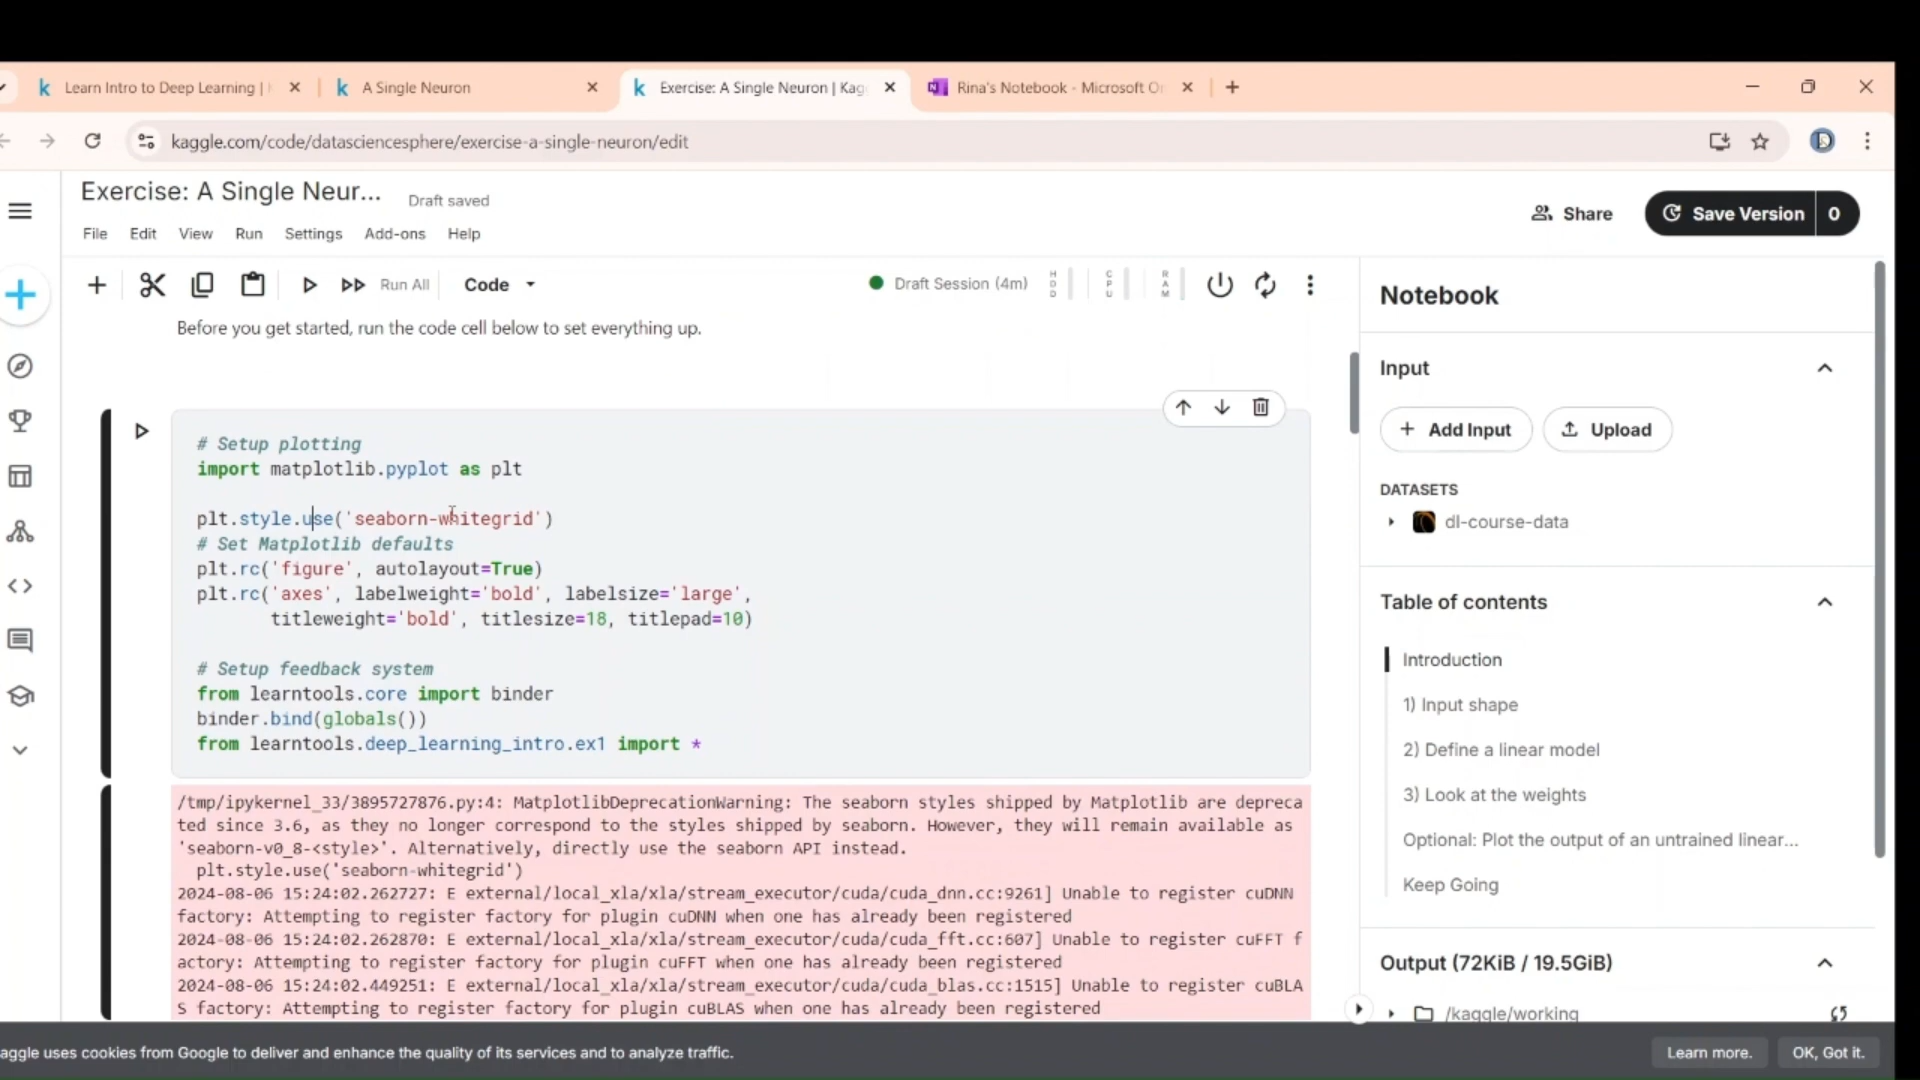 Learn Intro to Deep Learning |
A Single Neuron
Exercise: A Single Neuron | Kag
Rina's Notebook - Microsoft On
kaggle.com/code/datasciencesphere/exercise-a-single-neuron/edit
Exercise: A Single Neur...
Draft saved
Share
Save Version
0
File
Edit
View
Run
Settings
Add-ons
Help
Run All
Code
Draft Session (4m)
HDD
CPU
RAM
Before you get started, run the code cell below to set everything up.
# Setup plotting
import matplotlib.pyplot as plt
plt.style.use('seaborn-whitegrid')
# Set Matplotlib defaults
plt.rc('figure', autolayout=True)
plt.rc('axes', labelweight='bold', labelsize='large',
titleweight='bold', titlesize=18, titlepad=10)
# Setup feedback system
from learntools.core import binder
binder.bind(globals())
from learntools.deep_learning_intro.ex1 import *
/tmp/ipykernel_33/3895727876.py:4: MatplotlibDeprecationWarning: The seaborn styles shipped by Matplotlib are depreca
ted since 3.6, as they no longer correspond to the styles shipped by seaborn. However, they will remain available as
'seaborn-v0_8-<style>'. Alternatively, directly use the seaborn API instead.
plt.style.use('seaborn-whitegrid')
2024-08-06 15:24:02.262727: E external/local_xla/xla/stream_executor/cuda/cuda_dnn.cc:9261] Unable to register cuDNN
factory: Attempting to register factory for plugin cuDNN when one has already been registered
2024-08-06 15:24:02.262870: E external/local_xla/xla/stream_executor/cuda/cuda_fft.cc:607] Unable to register cuFFT f
actory: Attempting to register factory for plugin cuFFT when one has already been registered
2024-08-06 15:24:02.449251: E external/local_xla/xla/stream_executor/cuda/cuda_blas.cc:1515] Unable to register cuBLA
S factory: Attempting to register factory for plugin cuBLAS when one has already been registered
Notebook
Input
Add Input
Upload
DATASETS
dl-course-data
Table of contents
Introduction
1) Input shape
2) Define a linear model
3) Look at the weights
Optional: Plot the output of an untrained linear...
Keep Going
Output (72KiB / 19.5GiB)
/kaggle/working
aggle uses cookies from Google to deliver and enhance the quality of its services and to analyze traffic.
Learn more.
OK, Got it.